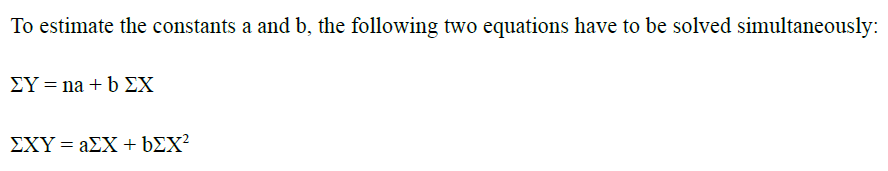 To estimate the constants a and b, the following two equations have to be solved simultaneously:
ΣY = na + b ΣX
ΣXY = aΣX + bΣX²